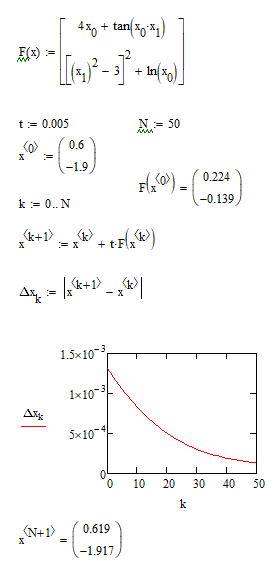 F(x) := [ 4x₀ + tan(x₀·x₁)
[(x₁)² − 3]² + ln(x₀) ]
t := 0.005 N := 50
x^⟨0⟩ := ( 0.6
−1.9 )
F(x^⟨0⟩) = ( 0.224
−0.139 )
k := 0.. N
x^⟨k+1⟩ := x^⟨k⟩ + t·F(x^⟨k⟩)
Δxₖ := |x^⟨k+1⟩ − x^⟨k⟩|
1.5×10⁻³
1×10⁻³
Δxₖ
5×10⁻⁴
0
0 10 20 30 40 50
k
x^⟨N+1⟩ = ( 0.619
−1.917 )